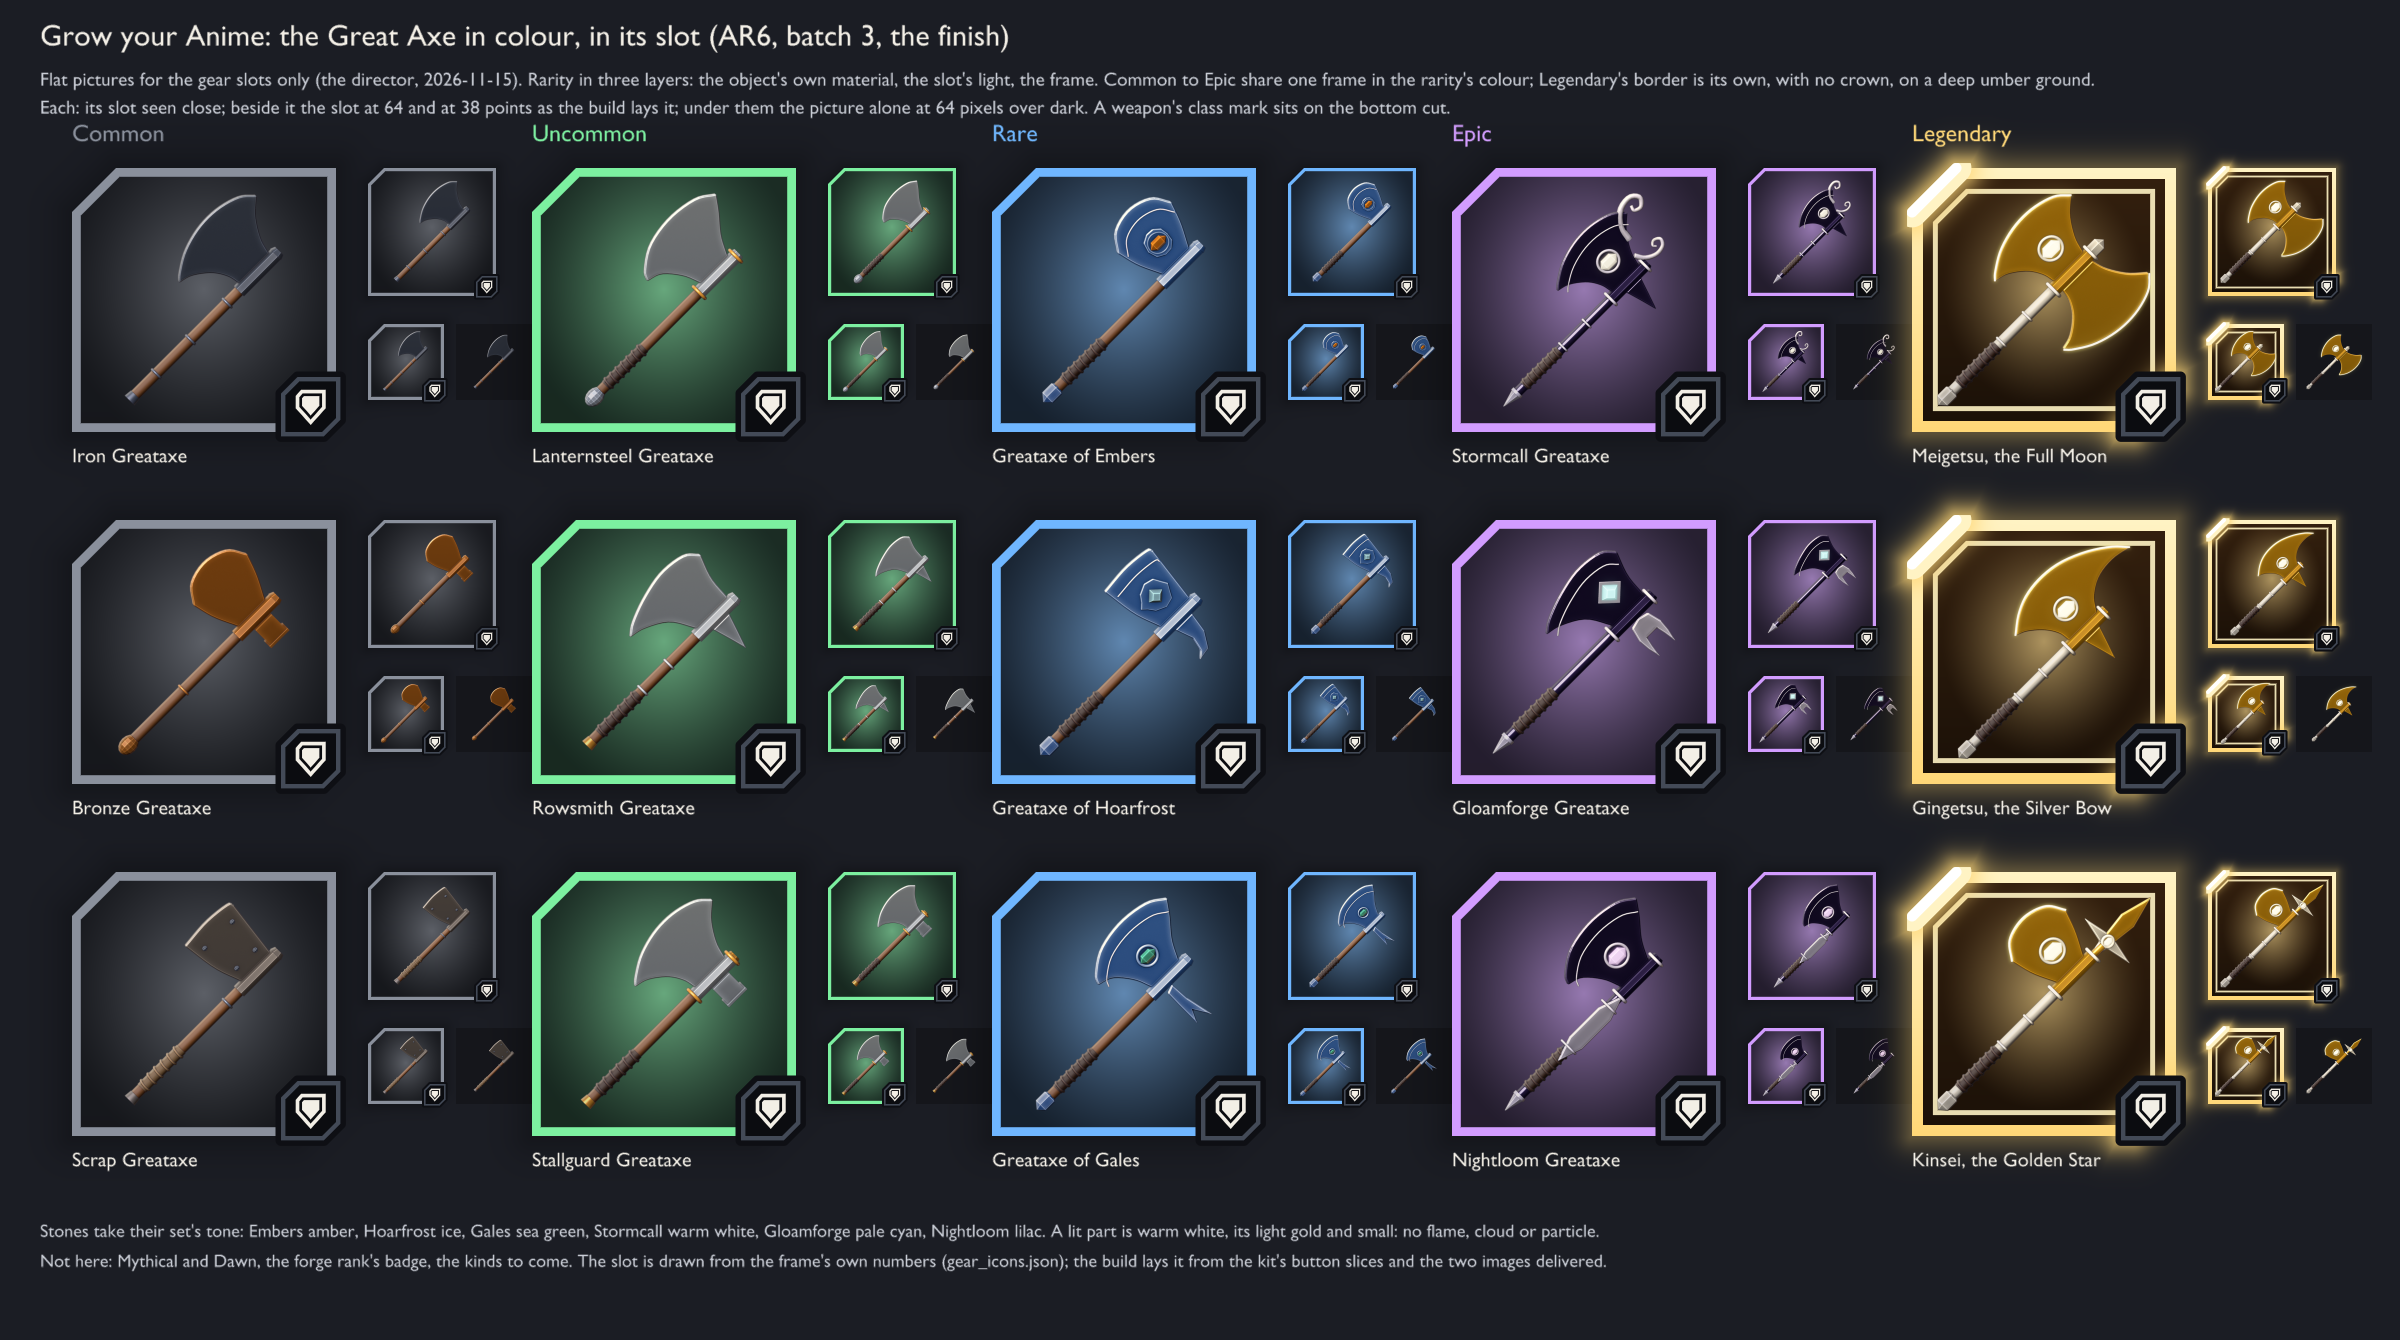 Grow your Anime: the Great Axe in colour, in its slot (AR6, batch 3, the finish)
Flat pictures for the gear slots only (the director, 2026-11-15). Rarity in three layers: the object's own material, the slot's light, the frame. Common to Epic share one frame in the rarity's colour; Legendary's border is its own, with no crown, on a deep umber ground.
Each: its slot seen close; beside it the slot at 64 and at 38 points as the build lays it; under them the picture alone at 64 pixels over dark. A weapon's class mark sits on the bottom cut.
Common Uncommon Rare Epic Legendary
Iron Greataxe Lanternsteel Greataxe Greataxe of Embers Stormcall Greataxe Meigetsu, the Full Moon
Bronze Greataxe Rowsmith Greataxe Greataxe of Hoarfrost Gloamforge Greataxe Gingetsu, the Silver Bow
Scrap Greataxe Stallguard Greataxe Greataxe of Gales Nightloom Greataxe Kinsei, the Golden Star
Stones take their set's tone: Embers amber, Hoarfrost ice, Gales sea green, Stormcall warm white, Gloamforge pale cyan, Nightloom lilac. A lit part is warm white, its light gold and small: no flame, cloud or particle.
Not here: Mythical and Dawn, the forge rank's badge, the kinds to come. The slot is drawn from the frame's own numbers (gear_icons.json); the build lays it from the kit's button slices and the two images delivered.